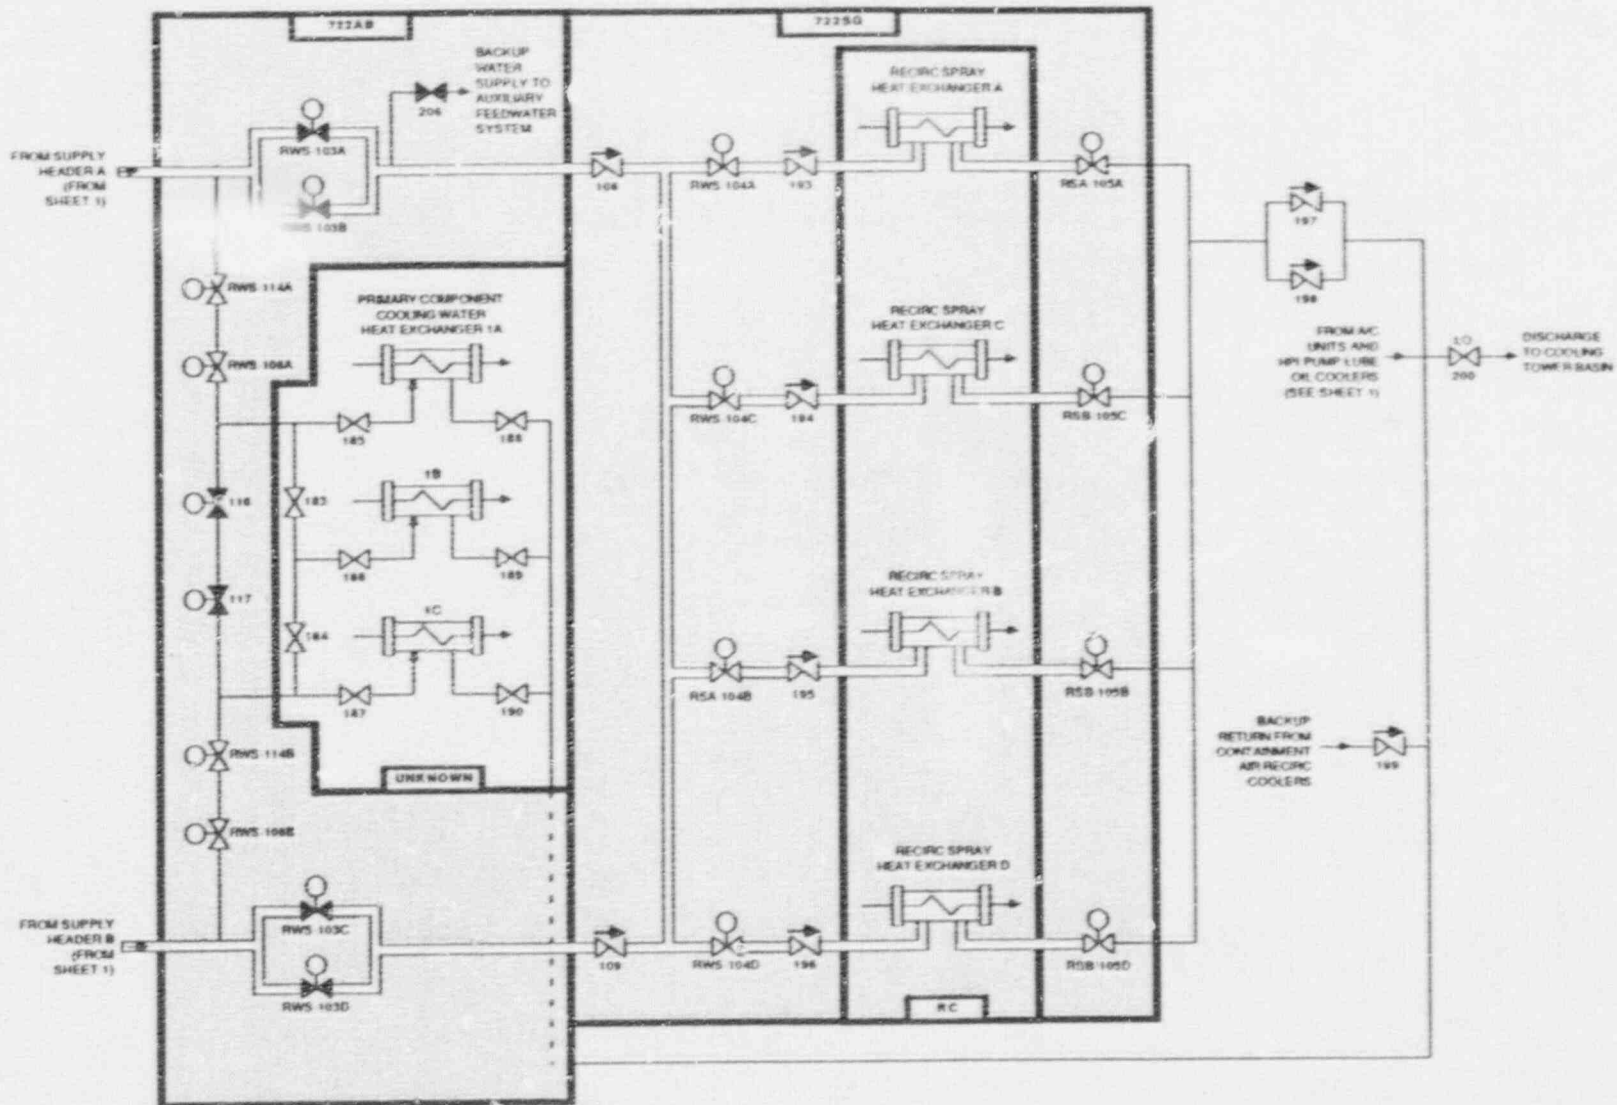 722AB
722SG
BACKUP
WATER
SUPPLY TO
AUXILIARY
FEEDWATER
SYSTEM
206
RWS-103A
FROM SUPPLY
HEADER A
(FROM
SHEET 1)
RWS-103B
108
RWS-104A
193
RECIRC SPRAY
HEAT EXCHANGER A
RSA-105A
197
198
RWS-114A
RWS-106A
PRIMARY COMPONENT
COOLING WATER
HEAT EXCHANGER 1A
185
188
RECIRC SPRAY
HEAT EXCHANGER C
RWS-104C
194
RSB-105C
FROM A/C
UNITS AND
HPI PUMP LUBE
OIL COOLERS
(SEE SHEET 1)
LO
200
DISCHARGE
TO COOLING
TOWER BASIN
116
183
1B
186
189
117
184
1C
187
190
RECIRC SPRAY
HEAT EXCHANGER B
RSA-104B
195
RSB-105B
RWS-114B
UNKNOWN
BACKUP
RETURN FROM
CONTAINMENT
AIR RECIRC
COOLERS
199
FROM SUPPLY
HEADER B
(FROM
SHEET 1)
RWS-103C
RWS-103D
109
RWS-104D
196
RECIRC SPRAY
HEAT EXCHANGER D
RSB-105D
RC